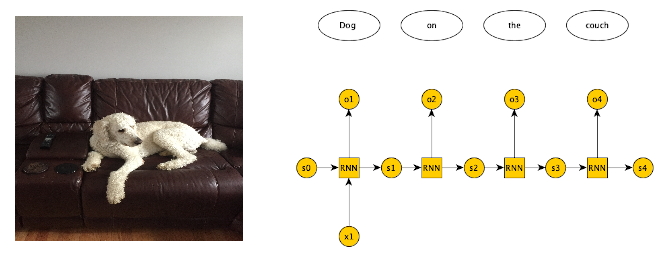 Dog on the couch
o1 o2 o3 o4
s0 RNN s1 RNN s2 RNN s3 RNN s4
x1